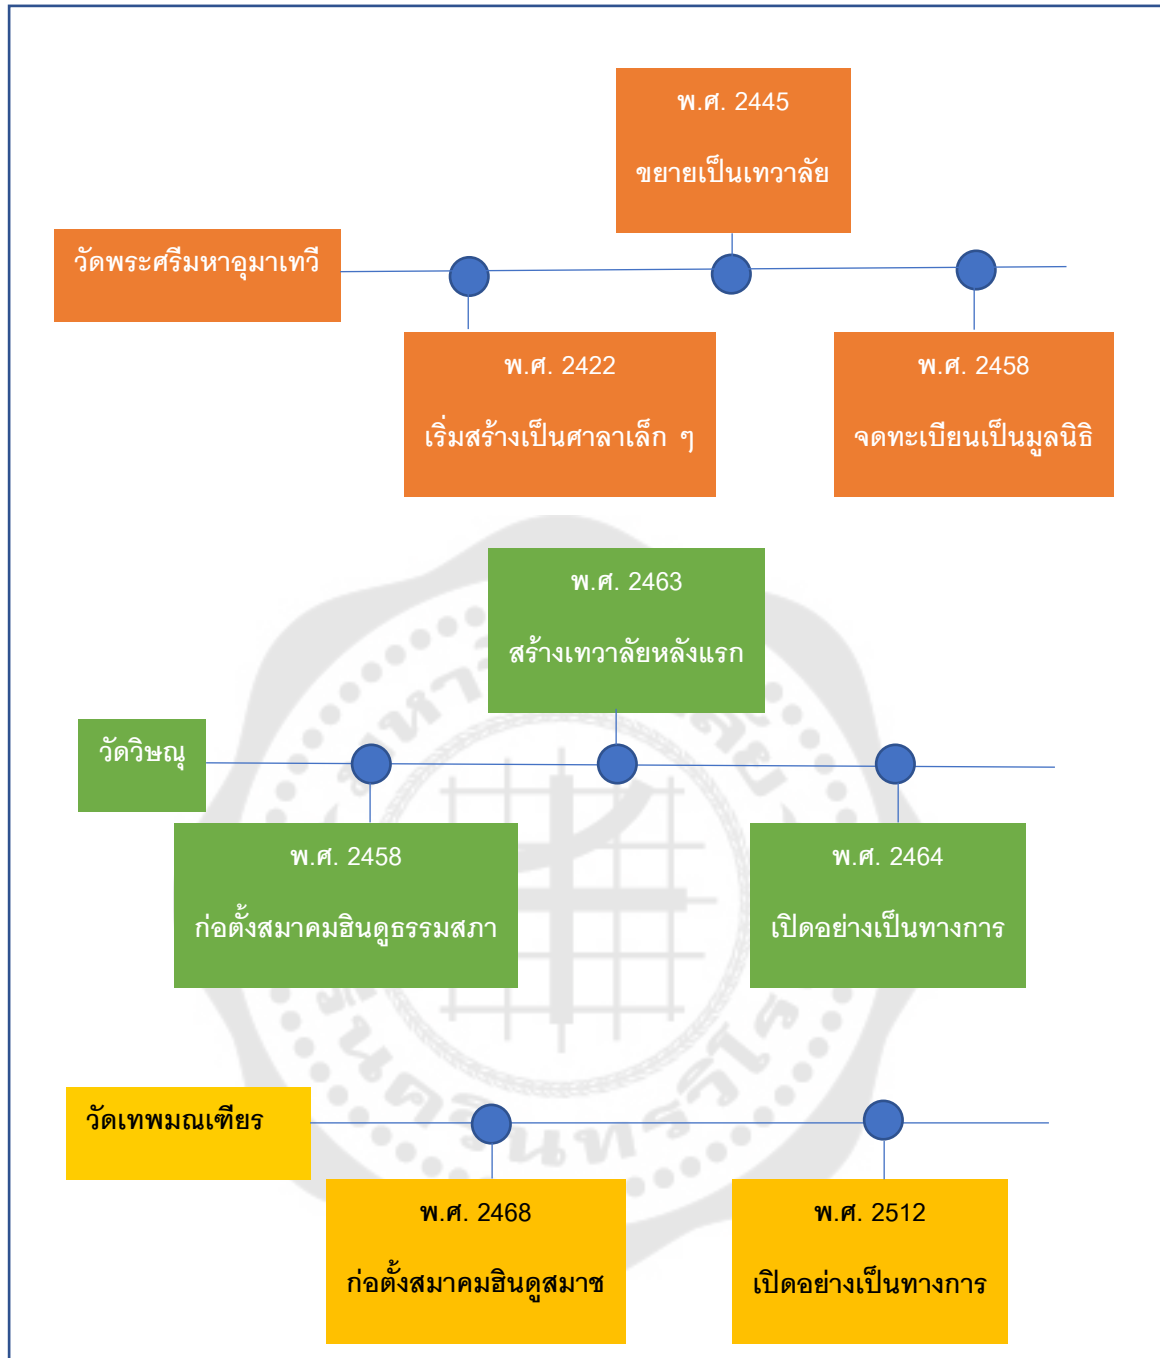 พ.ศ. 2445
ขยายเป็นเทวาลัย
วัดพระศรีมหาอุมาเทวี
พ.ศ. 2422
เริ่มสร้างเป็นศาลาเล็ก ๆ
พ.ศ. 2458
จดทะเบียนเป็นมูลนิธิ
พ.ศ. 2463
สร้างเทวาลัยหลังแรก
วัดวิษณุ
พ.ศ. 2458
ก่อตั้งสมาคมฮินดูธรรมสภา
พ.ศ. 2464
เปิดอย่างเป็นทางการ
วัดเทพมณเฑียร
พ.ศ. 2468
ก่อตั้งสมาคมฮินดูสมาช
พ.ศ. 2512
เปิดอย่างเป็นทางการ